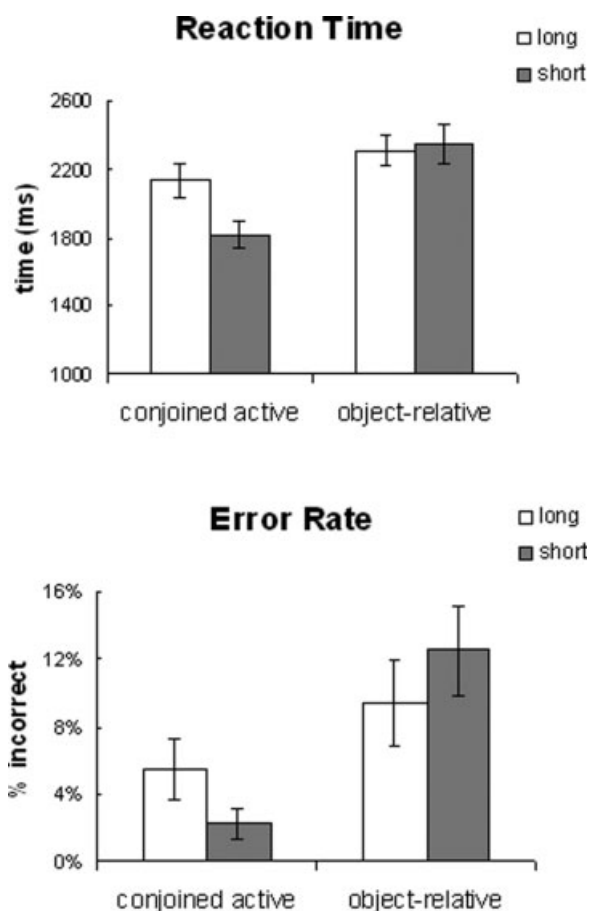 Reaction Time
long
short
2600
2200
1800
1400
1000
time (ms)
conjoined active
object-relative
Error Rate
long
short
16%
12%
8%
4%
0%
% incorrect
conjoined active
object-relative